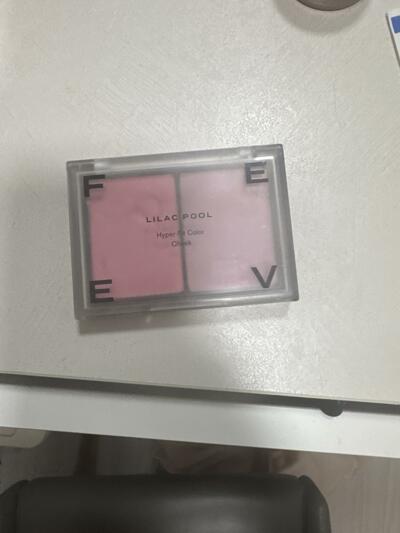 F E
LILAC POOL
Hyper-Fit Color
Cheek
E V